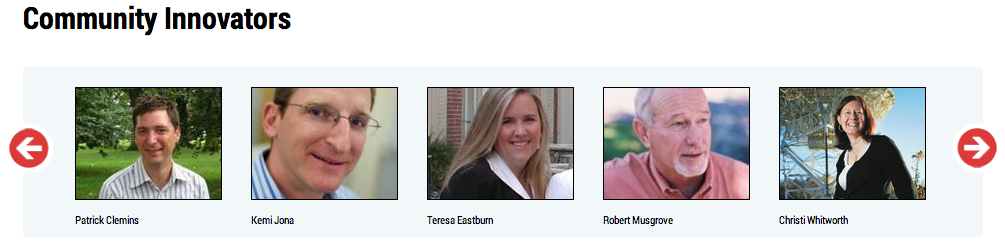 Community Innovators
Patrick Clemins
Kemi Jona
Teresa Eastburn
Robert Musgrove
Christi Whitworth